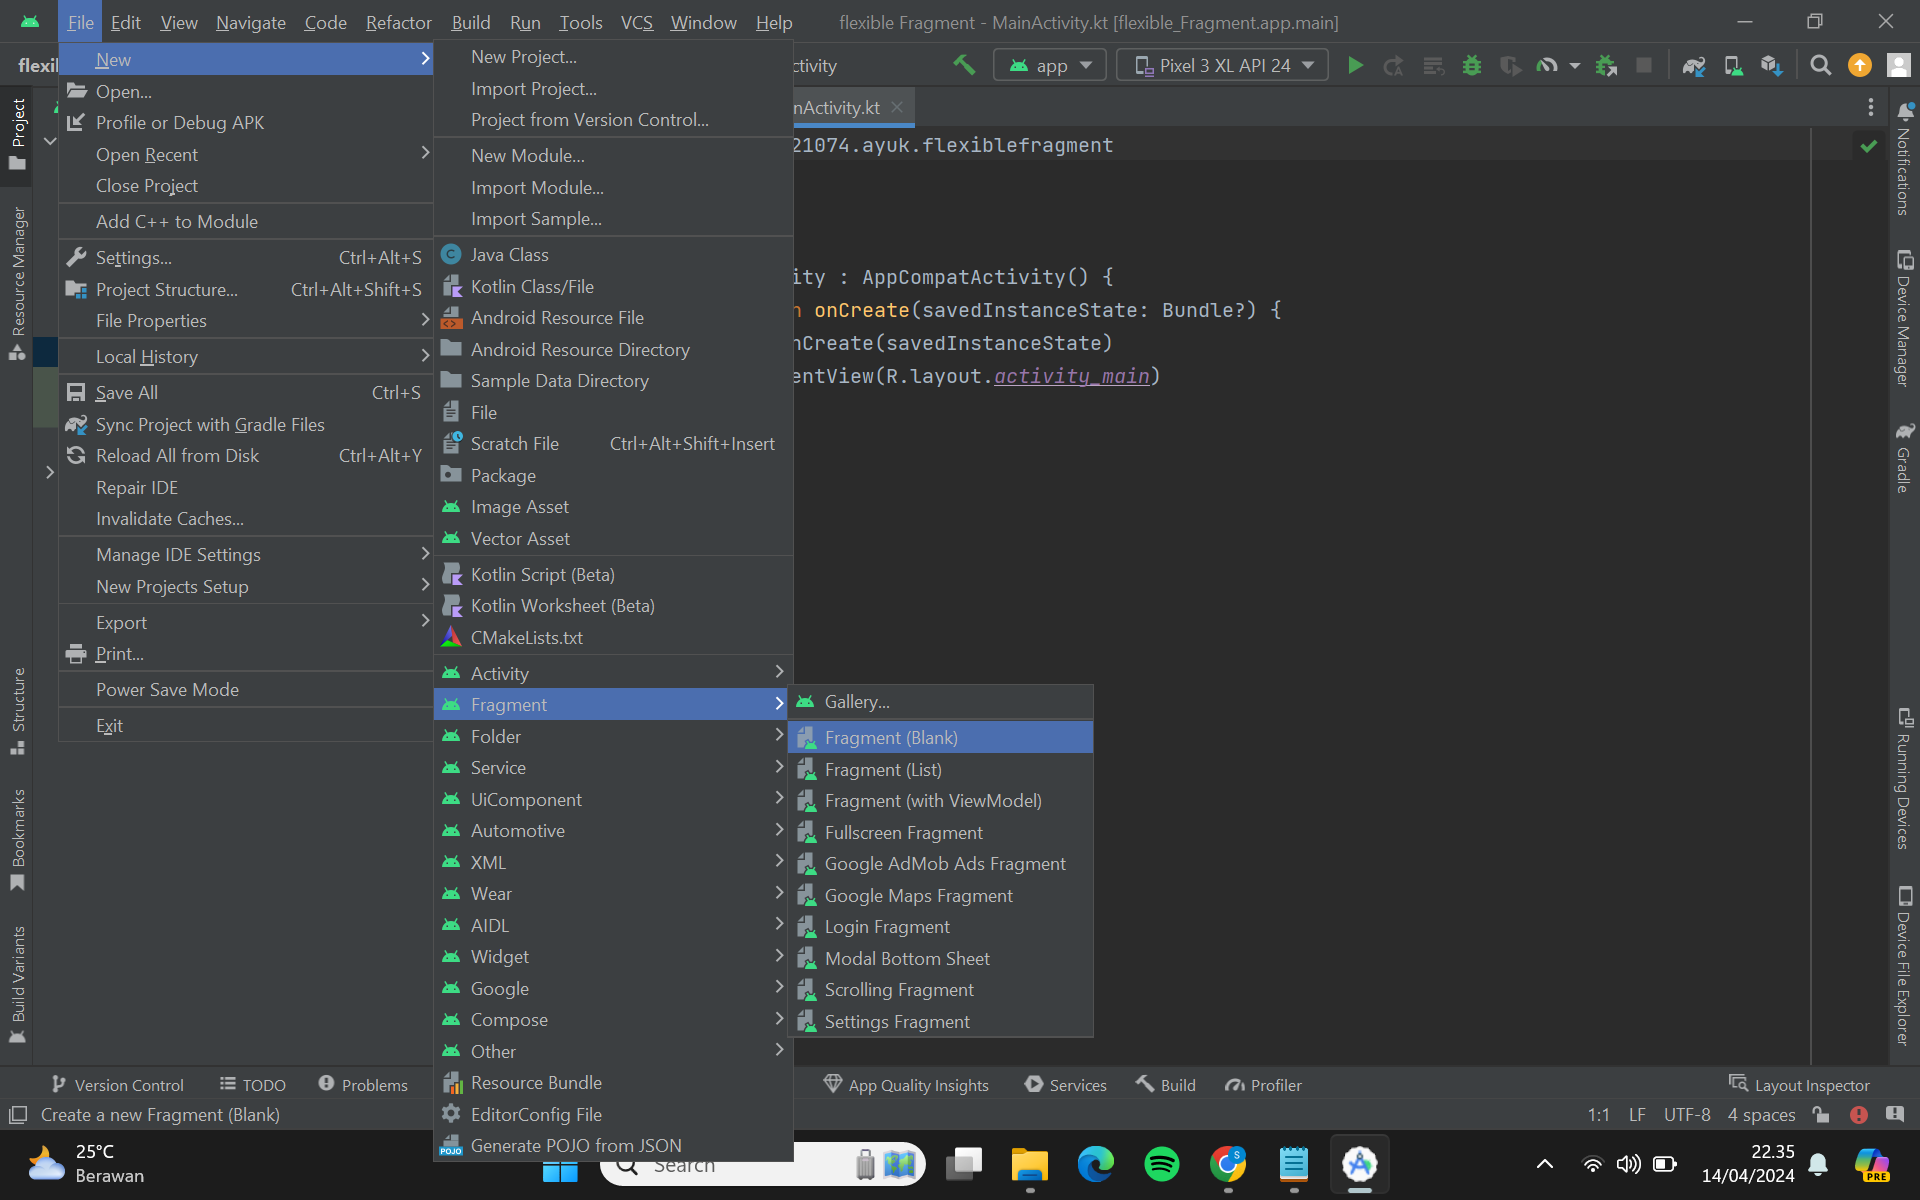 File Edit View Navigate Code Refactor Build Run Tools VCS Window Help flexible Fragment - MainActivity.kt [flexible_Fragment.app.main]
app Pixel 3 XL API 24
New
Open...
Profile or Debug APK
Open Recent
Close Project
Add C++ to Module
Settings... Ctrl+Alt+S
Project Structure... Ctrl+Alt+Shift+S
File Properties
Local History
Save All Ctrl+S
Sync Project with Gradle Files
Reload All from Disk Ctrl+Alt+Y
Repair IDE
Invalidate Caches...
Manage IDE Settings
New Projects Setup
Export
Print...
Power Save Mode
Exit
New Project...
Import Project...
Project from Version Control...
New Module...
Import Module...
Import Sample...
Java Class
Kotlin Class/File
Android Resource File
Android Resource Directory
Sample Data Directory
File
Scratch File Ctrl+Alt+Shift+Insert
Package
Image Asset
Vector Asset
Kotlin Script (Beta)
Kotlin Worksheet (Beta)
CMakeLists.txt
Activity
Fragment
Folder
Service
UiComponent
Automotive
XML
Wear
AIDL
Widget
Google
Compose
Other
Resource Bundle
EditorConfig File
Generate POJO from JSON
Gallery...
Fragment (Blank)
Fragment (List)
Fragment (with ViewModel)
Fullscreen Fragment
Google AdMob Ads Fragment
Google Maps Fragment
Login Fragment
Modal Bottom Sheet
Scrolling Fragment
Settings Fragment
flexi
ctivity
nActivity.kt
21074.ayuk.flexiblefragment
ity : AppCompatActivity() {
n onCreate(savedInstanceState: Bundle?) {
nCreate(savedInstanceState)
entView(R.layout.activity_main)
Project
Resource Manager
Structure
Bookmarks
Build Variants
Notifications
Device Manager
Gradle
Running Devices
Device File Explorer
Version Control TODO Problems App Quality Insights Services Build Profiler Layout Inspector
Create a new Fragment (Blank) 1:1 LF UTF-8 4 spaces
25°C
Berawan
Search
POJO
S
22.35
14/04/2024
PRE